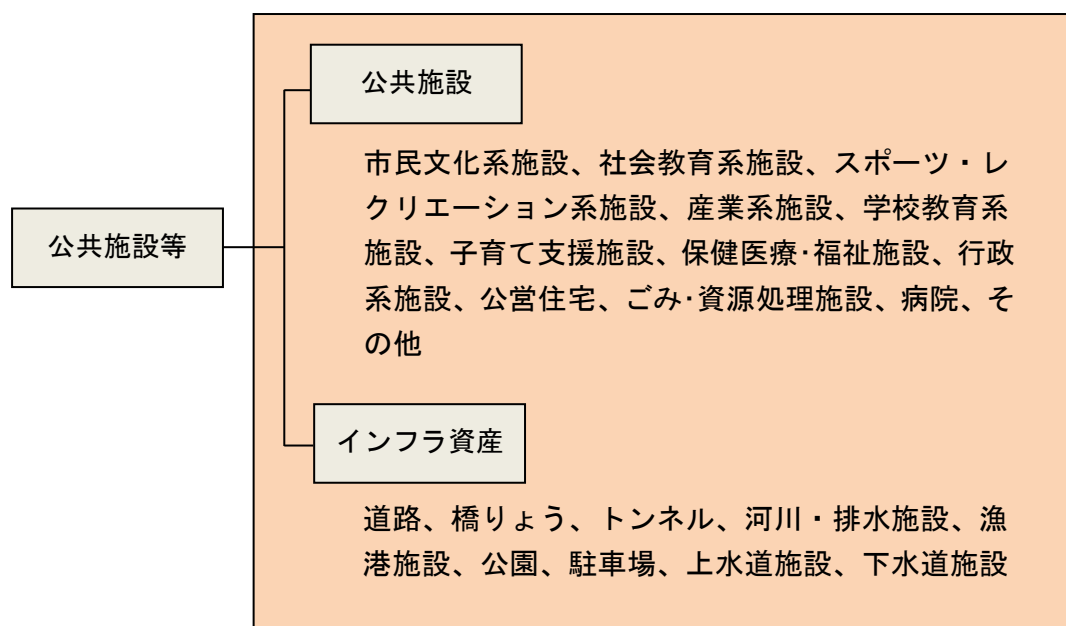 公共施設等
公共施設
市民文化系施設、社会教育系施設、スポーツ・レ
クリエーション系施設、産業系施設、学校教育系
施設、子育て支援施設、保健医療･福祉施設、行政
系施設、公営住宅、ごみ･資源処理施設、病院、そ
の他
インフラ資産
道路、橋りょう、トンネル、河川・排水施設、漁
港施設、公園、駐車場、上水道施設、下水道施設